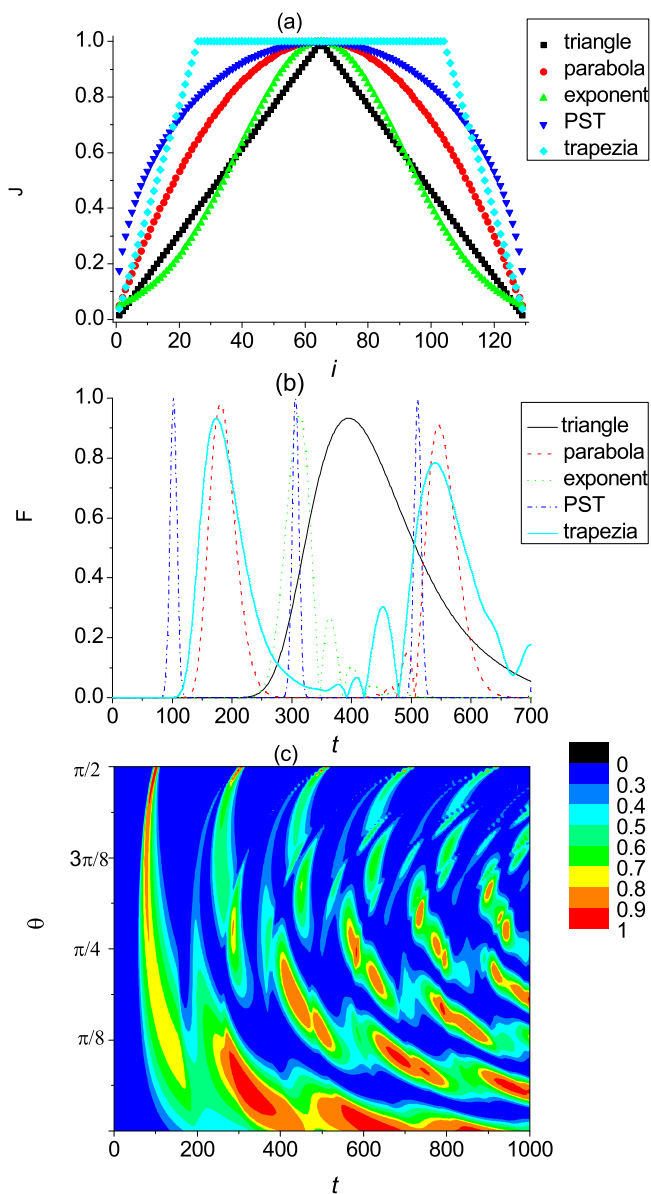 (a)
1.0
0.8
0.6
0.4
0.2
0.0
J
0 20 40 60 80 100 120
i
triangle
parabola
exponent
PST
trapezia
(b)
1.0
0.8
0.6
0.4
0.2
0.0
F
0 100 200 300 400 500 600 700
t
triangle
parabola
exponent
PST
trapezia
(c)
π/2
3π/8
π/4
π/8
θ
0 200 400 600 800 1000
t
0
0.3
0.4
0.5
0.6
0.7
0.8
0.9
1